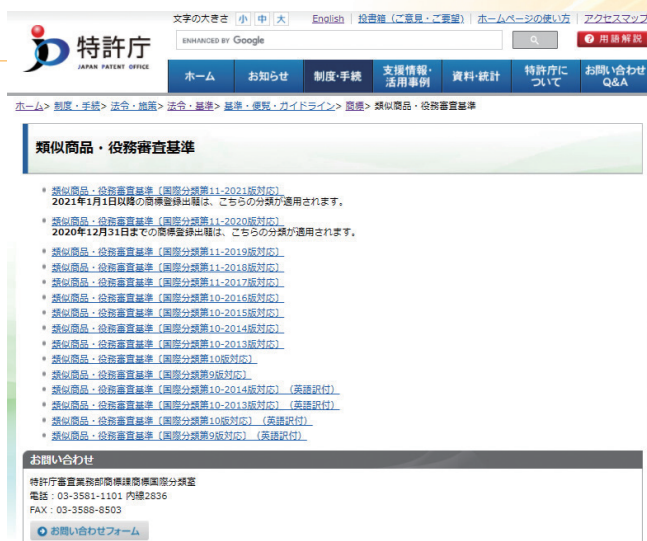 文字の大きさ 小 中 大 English 投書箱（ご意見・ご要望） ホームページの使い方 アクセスマップ
特許庁
JAPAN PATENT OFFICE
ENHANCED BY Google
用語解説
ホーム お知らせ 制度・手続 支援情報・活用事例 資料・統計 特許庁について お問い合わせ Q&A
ホーム> 制度・手続> 法令・施策> 法令・基準> 基準・便覧・ガイドライン> 商標> 類似商品・役務審査基準
類似商品・役務審査基準
類似商品・役務審査基準〔国際分類第11-2021版対応〕
2021年1月1日以降の商標登録出願は、こちらの分類が適用されます。
類似商品・役務審査基準〔国際分類第11-2020版対応〕
2020年12月31日までの商標登録出願は、こちらの分類が適用されます。
類似商品・役務審査基準〔国際分類第11-2019版対応〕
類似商品・役務審査基準〔国際分類第11-2018版対応〕
類似商品・役務審査基準〔国際分類第11-2017版対応〕
類似商品・役務審査基準〔国際分類第10-2016版対応〕
類似商品・役務審査基準〔国際分類第10-2015版対応〕
類似商品・役務審査基準〔国際分類第10-2014版対応〕
類似商品・役務審査基準〔国際分類第10-2013版対応〕
類似商品・役務審査基準〔国際分類第10版対応〕
類似商品・役務審査基準〔国際分類第9版対応〕
類似商品・役務審査基準〔国際分類第10-2014版対応〕（英語訳付）
類似商品・役務審査基準〔国際分類第10-2013版対応〕（英語訳付）
類似商品・役務審査基準〔国際分類第10版対応〕（英語訳付）
類似商品・役務審査基準〔国際分類第9版対応〕（英語訳付）
お問い合わせ
特許庁審査業務部商標課商標国際分類室
電話：03-3581-1101 内線2836
FAX：03-3588-8503
お問い合わせフォーム